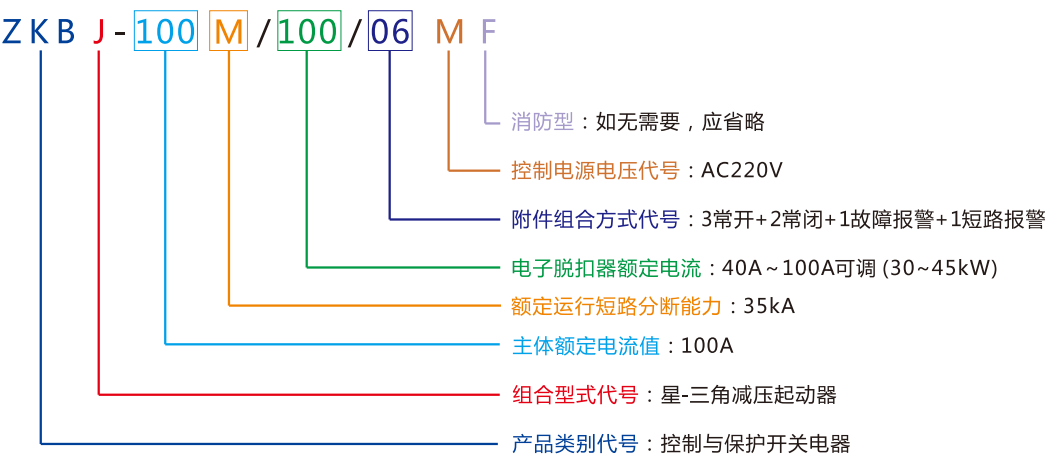 ZKB J-100 M/100/06 M F
消防型：如无需要，应省略
控制电源电压代号：AC220V
附件组合方式代号：3常开+2常闭+1故障报警+1短路报警
电子脱扣器额定电流：40A~100A可调 (30~45kW)
额定运行短路分断能力：35kA
主体额定电流值：100A
组合型式代号：星-三角减压起动器
产品类别代号：控制与保护开关电器